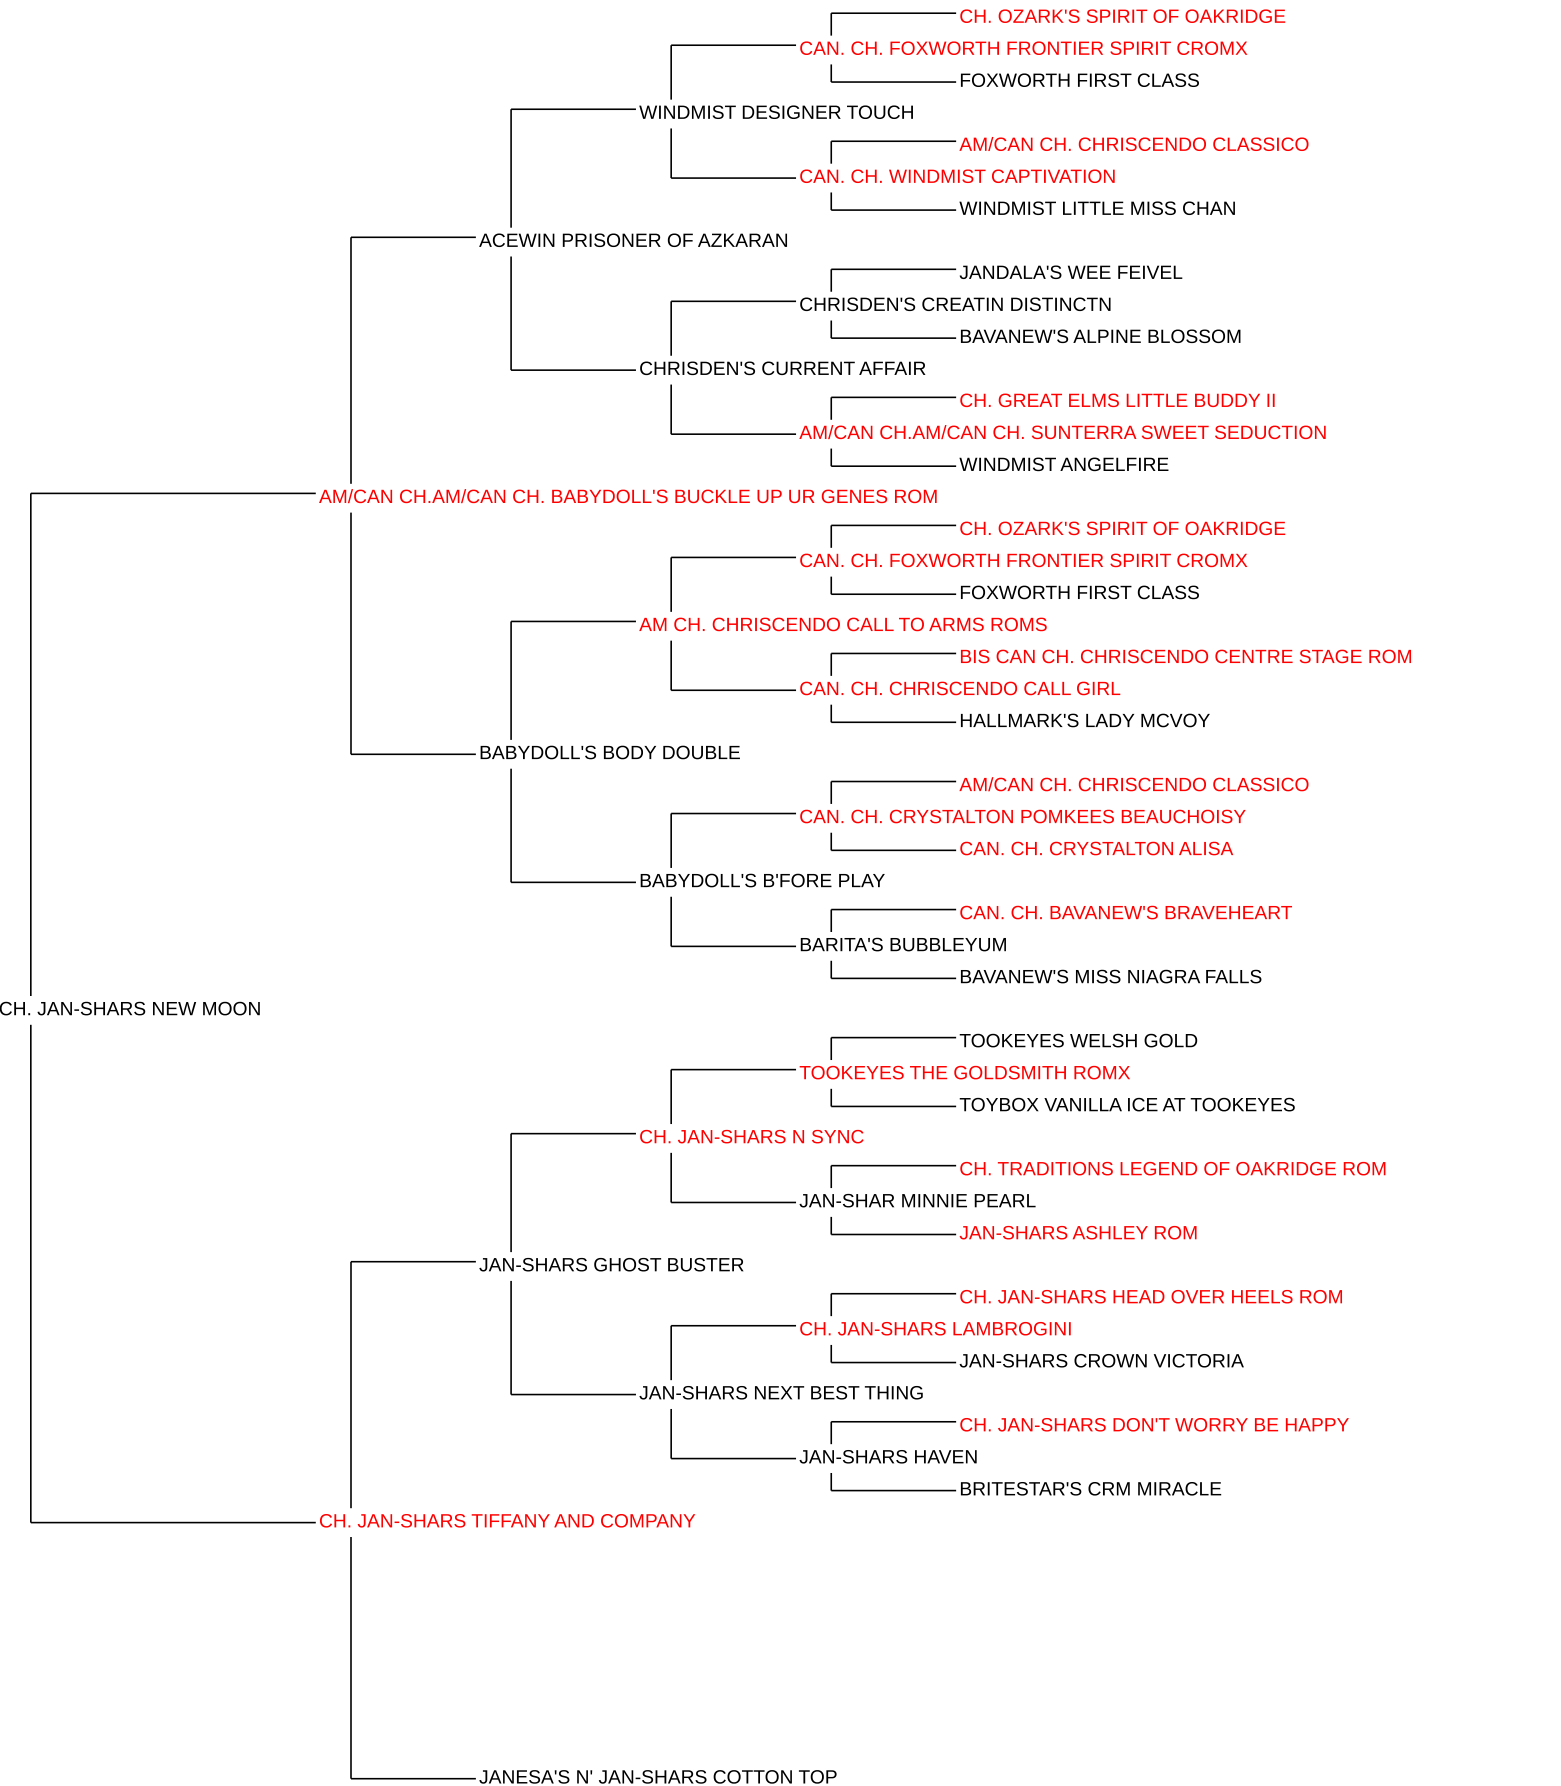 CH. OZARK'S SPIRIT OF OAKRIDGE
CAN. CH. FOXWORTH FRONTIER SPIRIT CROMX
FOXWORTH FIRST CLASS
WINDMIST DESIGNER TOUCH
AM/CAN CH. CHRISCENDO CLASSICO
CAN. CH. WINDMIST CAPTIVATION
WINDMIST LITTLE MISS CHAN
ACEWIN PRISONER OF AZKARAN
JANDALA'S WEE FEIVEL
CHRISDEN'S CREATIN DISTINCTN
BAVANEW'S ALPINE BLOSSOM
CHRISDEN'S CURRENT AFFAIR
CH. GREAT ELMS LITTLE BUDDY II
AM/CAN CH.AM/CAN CH. SUNTERRA SWEET SEDUCTION
WINDMIST ANGELFIRE
AM/CAN CH.AM/CAN CH. BABYDOLL'S BUCKLE UP UR GENES ROM
CH. OZARK'S SPIRIT OF OAKRIDGE
CAN. CH. FOXWORTH FRONTIER SPIRIT CROMX
FOXWORTH FIRST CLASS
AM CH. CHRISCENDO CALL TO ARMS ROMS
BIS CAN CH. CHRISCENDO CENTRE STAGE ROM
CAN. CH. CHRISCENDO CALL GIRL
HALLMARK'S LADY MCVOY
BABYDOLL'S BODY DOUBLE
AM/CAN CH. CHRISCENDO CLASSICO
CAN. CH. CRYSTALTON POMKEES BEAUCHOISY
CAN. CH. CRYSTALTON ALISA
BABYDOLL'S B'FORE PLAY
CAN. CH. BAVANEW'S BRAVEHEART
BARITA'S BUBBLEYUM
BAVANEW'S MISS NIAGRA FALLS
CH. JAN-SHARS NEW MOON
TOOKEYES WELSH GOLD
TOOKEYES THE GOLDSMITH ROMX
TOYBOX VANILLA ICE AT TOOKEYES
CH. JAN-SHARS N SYNC
CH. TRADITIONS LEGEND OF OAKRIDGE ROM
JAN-SHAR MINNIE PEARL
JAN-SHARS ASHLEY ROM
JAN-SHARS GHOST BUSTER
CH. JAN-SHARS HEAD OVER HEELS ROM
CH. JAN-SHARS LAMBROGINI
JAN-SHARS CROWN VICTORIA
JAN-SHARS NEXT BEST THING
CH. JAN-SHARS DON'T WORRY BE HAPPY
JAN-SHARS HAVEN
BRITESTAR'S CRM MIRACLE
CH. JAN-SHARS TIFFANY AND COMPANY
JANESA'S N' JAN-SHARS COTTON TOP